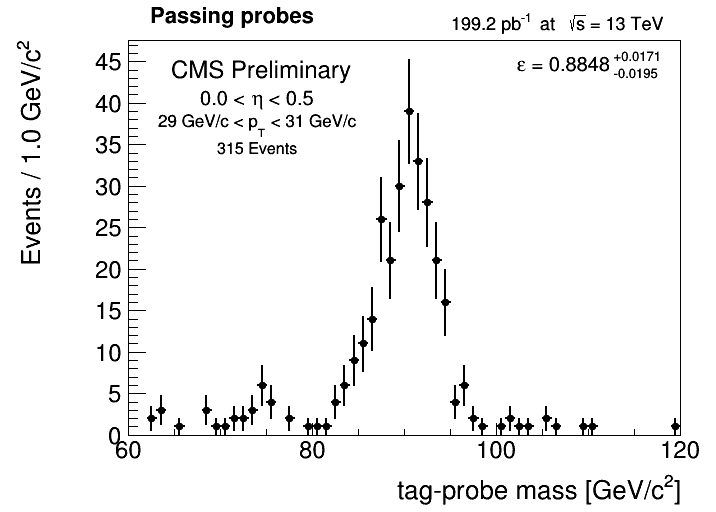 Passing probes
199.2 pb⁻¹ at √s = 13 TeV
CMS Preliminary
0.0 < η < 0.5
29 GeV/c < p_T < 31 GeV/c
315 Events
ε = 0.8848 +0.0171 -0.0195
Events / 1.0 GeV/c²
45
40
35
30
25
20
15
10
5
0
60 80 100 120
tag-probe mass [GeV/c²]